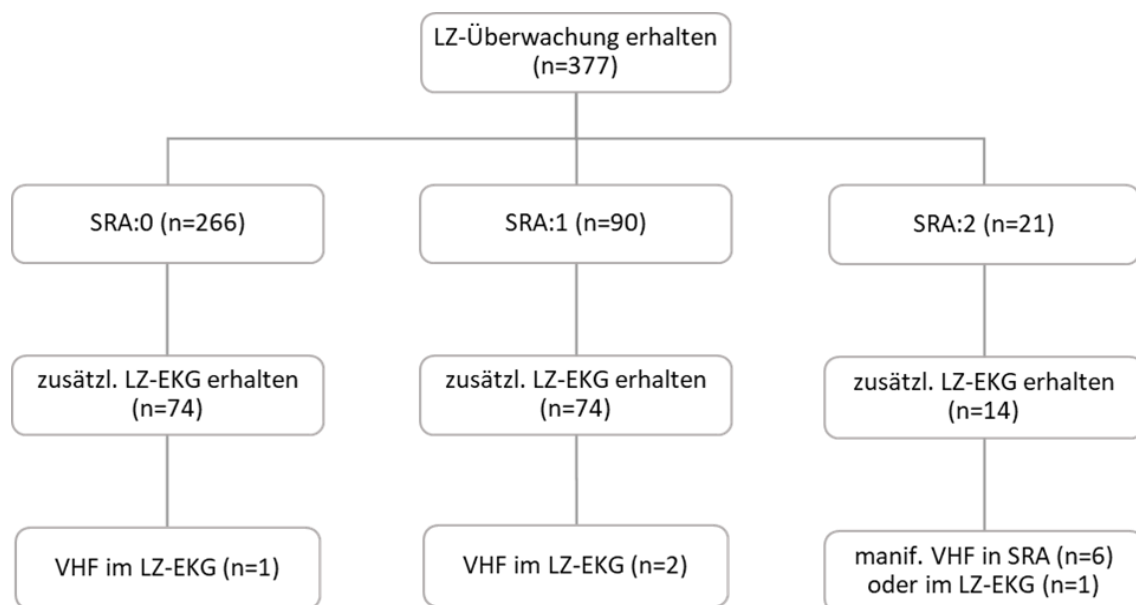 LZ-Überwachung erhalten
(n=377)
SRA:0 (n=266)
SRA:1 (n=90)
SRA:2 (n=21)
zusätzl. LZ-EKG erhalten
(n=74)
zusätzl. LZ-EKG erhalten
(n=74)
zusätzl. LZ-EKG erhalten
(n=14)
VHF im LZ-EKG (n=1)
VHF im LZ-EKG (n=2)
manif. VHF in SRA (n=6)
oder im LZ-EKG (n=1)